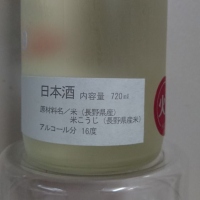 日本酒 内容量 720ml
原材料名／米（長野県産）
米こうじ（長野県産米）
アルコール分 16度